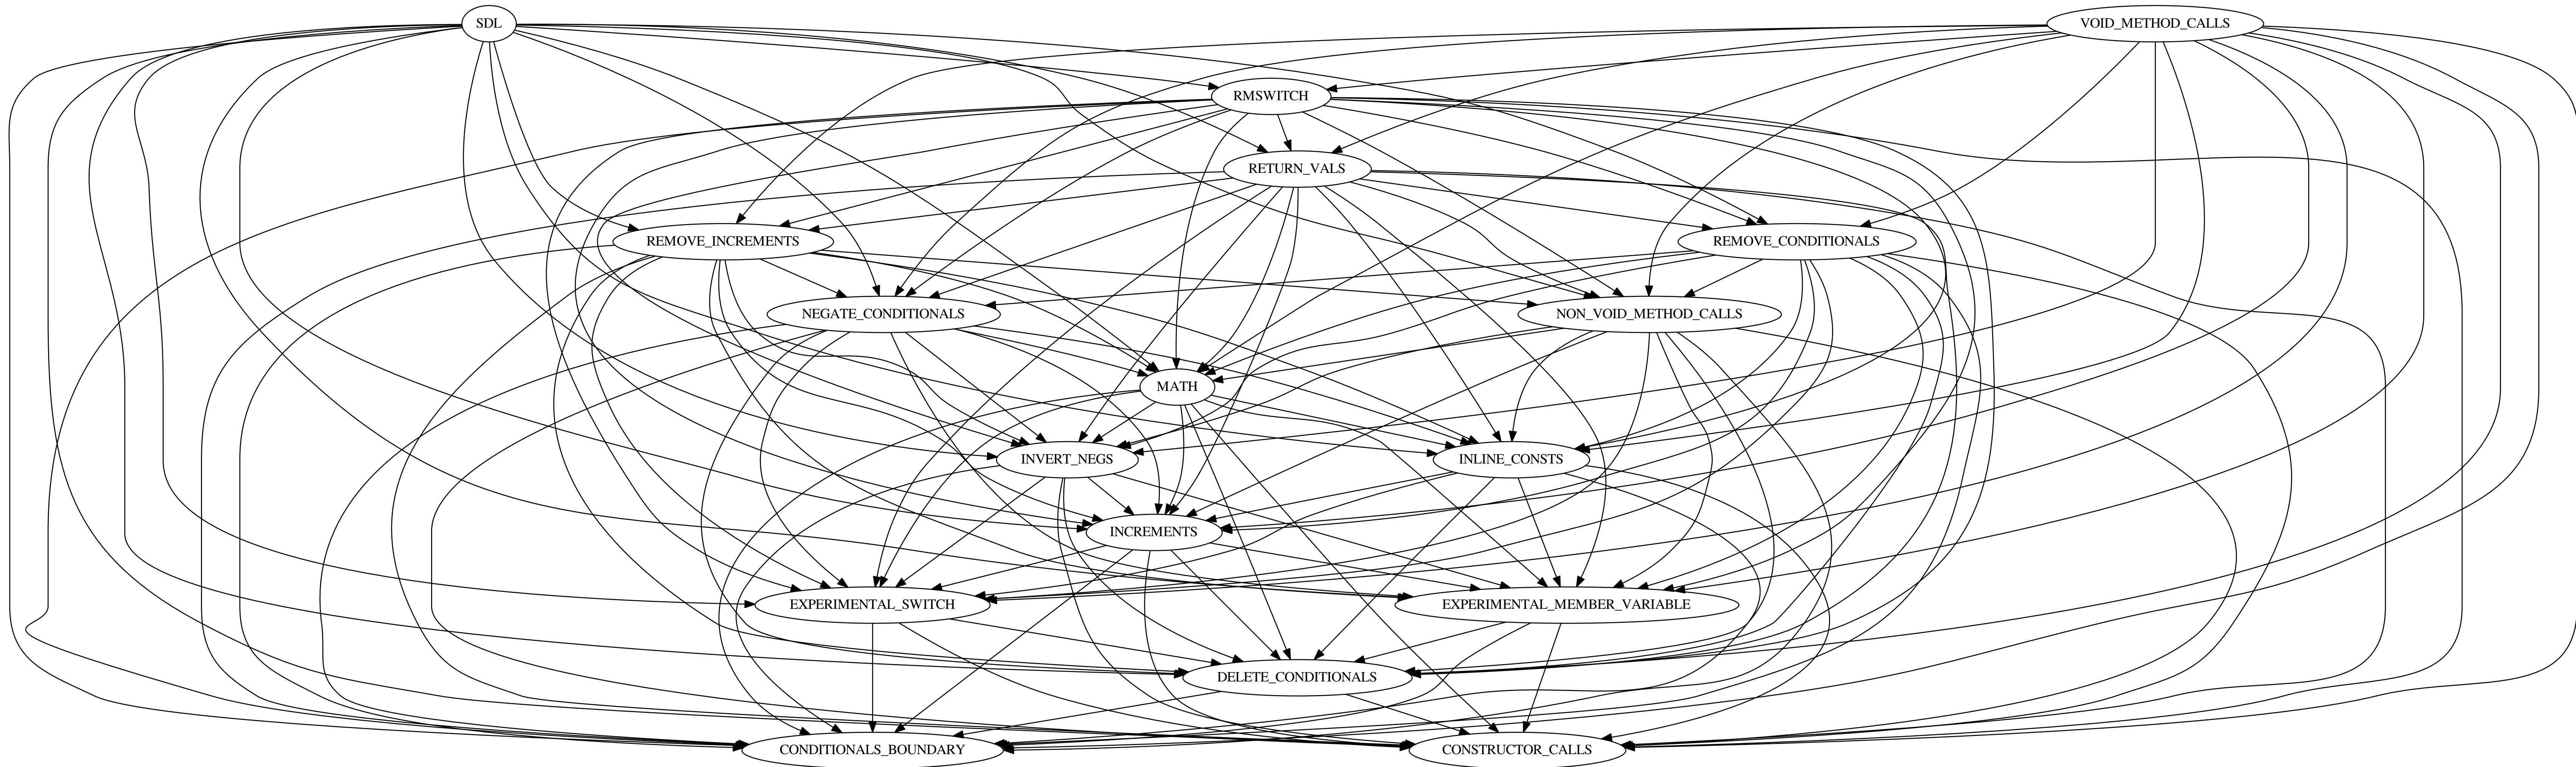 SDL
VOID_METHOD_CALLS
RMSWITCH
RETURN_VALS
REMOVE_INCREMENTS
REMOVE_CONDITIONALS
NEGATE_CONDITIONALS
NON_VOID_METHOD_CALLS
MATH
INVERT_NEGS
INLINE_CONSTS
INCREMENTS
EXPERIMENTAL_SWITCH
EXPERIMENTAL_MEMBER_VARIABLE
DELETE_CONDITIONALS
CONDITIONALS_BOUNDARY
CONSTRUCTOR_CALLS